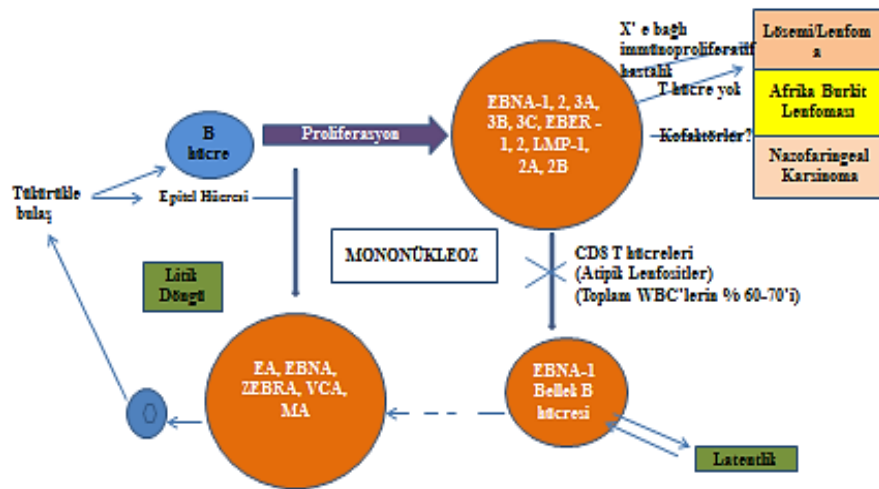 X' e bağlı
immünoproliferatif
hastalık
T hücre yok
Kofaktörler?
Lösemi/Lenfom
a
Afrika Burkit
Lenfoması
Nazofaringeal
Karsinoma
EBNA-1, 2, 3A,
3B, 3C, EBER -
1, 2, LMP-1,
2A, 2B
B
hücre
Proliferasyon
Tükürükle
bulaş
Epitel Hücresi
MONONÜKLEOZ
CD8 T hücreleri
(Atipik Lenfositler)
(Toplam WBC'lerin % 60-70'i)
Litik
Döngü
EA, EBNA,
ZEBRA, VCA,
MA
EBNA-1
Bellek B
hücresi
Latentlik